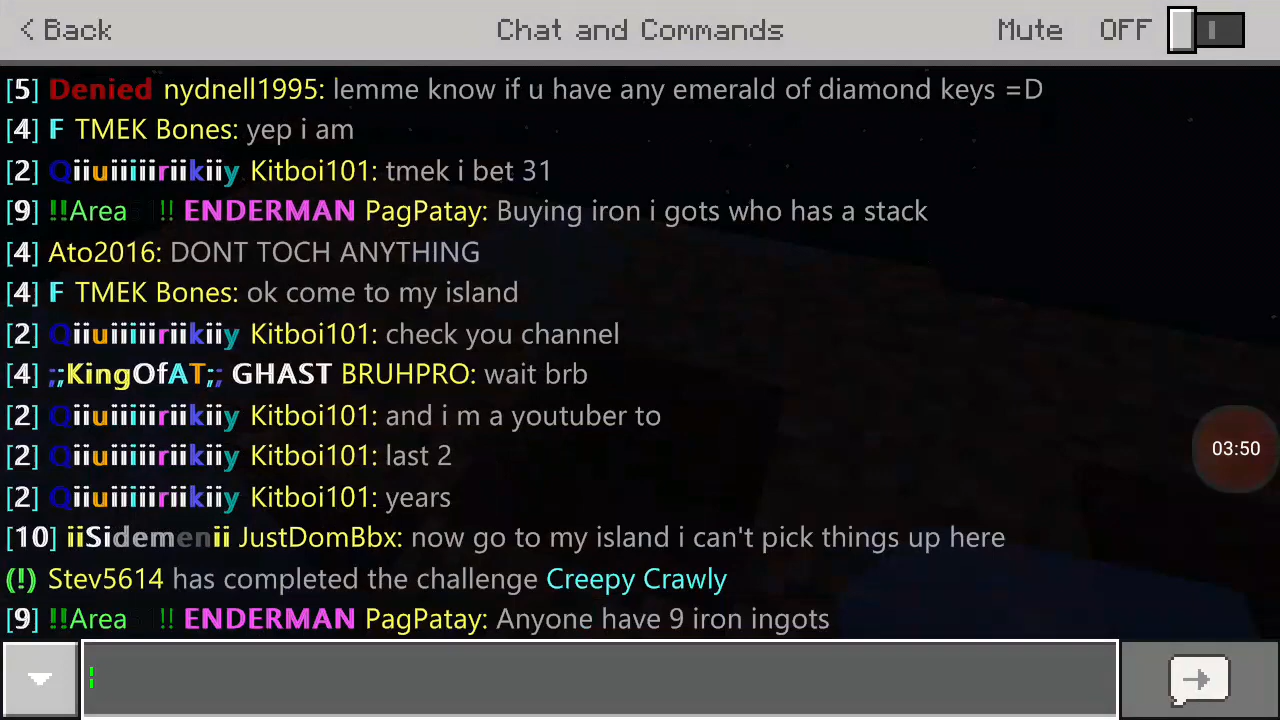 < Back Chat and Commands Mute OFF
[5] Denied nydnell1995: lemme know if u have any emerald of diamond keys =D
[4] F TMEK Bones: yep i am
[2] Qiiuiiiiiriikiiy Kitboi101: tmek i bet 31
[9] !!Area !! ENDERMAN PagPatay: Buying iron i gots who has a stack
[4] Ato2016: DONT TOCH ANYTHING
[4] F TMEK Bones: ok come to my island
[2] Qiiuiiiiiriikiiy Kitboi101: check you channel
[4] ;;KingOfAT;; GHAST BRUHPRO: wait brb
[2] Qiiuiiiiiriikiiy Kitboi101: and i m a youtuber to
03:50
[2] Qiiuiiiiiriikiiy Kitboi101: last 2
[2] Qiiuiiiiiriikiiy Kitboi101: years
[10] iiSidemenii JustDomBbx: now go to my island i can't pick things up here
(!) Stev5614 has completed the challenge Creepy Crawly
[9] !!Area !! ENDERMAN PagPatay: Anyone have 9 iron ingots